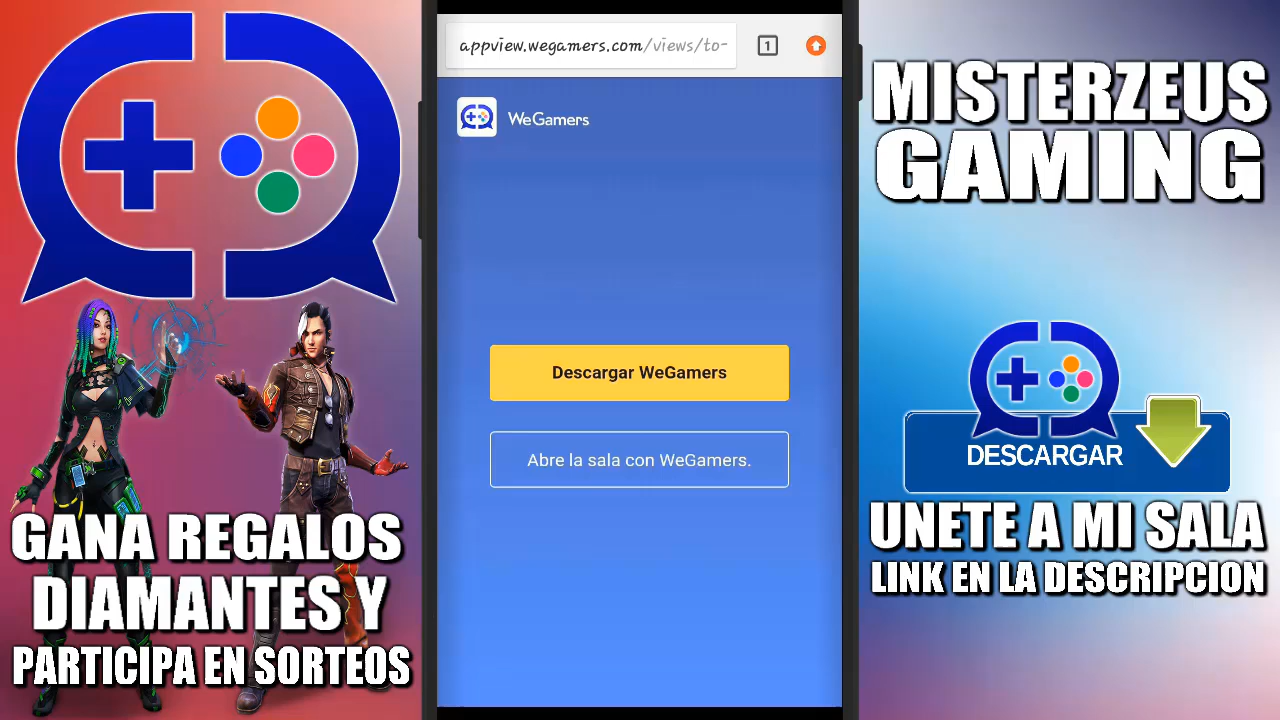 GANA REGALOS
DIAMANTES Y
PARTICIPA EN SORTEOS
appview.wegamers.com/views/to-
1
WeGamers
Descargar WeGamers
Abre la sala con WeGamers.
MISTERZEUS
GAMING
DESCARGAR
UNETE A MI SALA
LINK EN LA DESCRIPCION